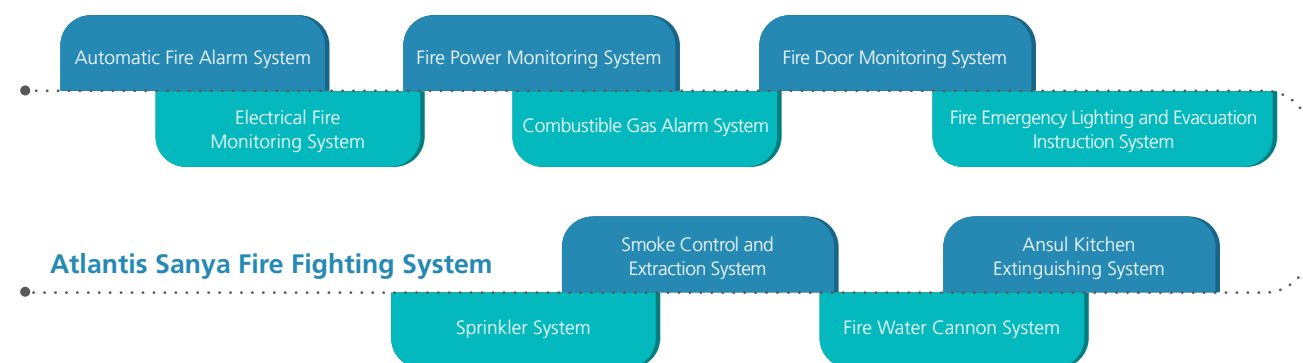 Automatic Fire Alarm System
Fire Power Monitoring System
Fire Door Monitoring System
Electrical Fire
Monitoring System
Combustible Gas Alarm System
Fire Emergency Lighting and Evacuation
Instruction System
Atlantis Sanya Fire Fighting System
Smoke Control and
Extraction System
Ansul Kitchen
Extinguishing System
Sprinkler System
Fire Water Cannon System